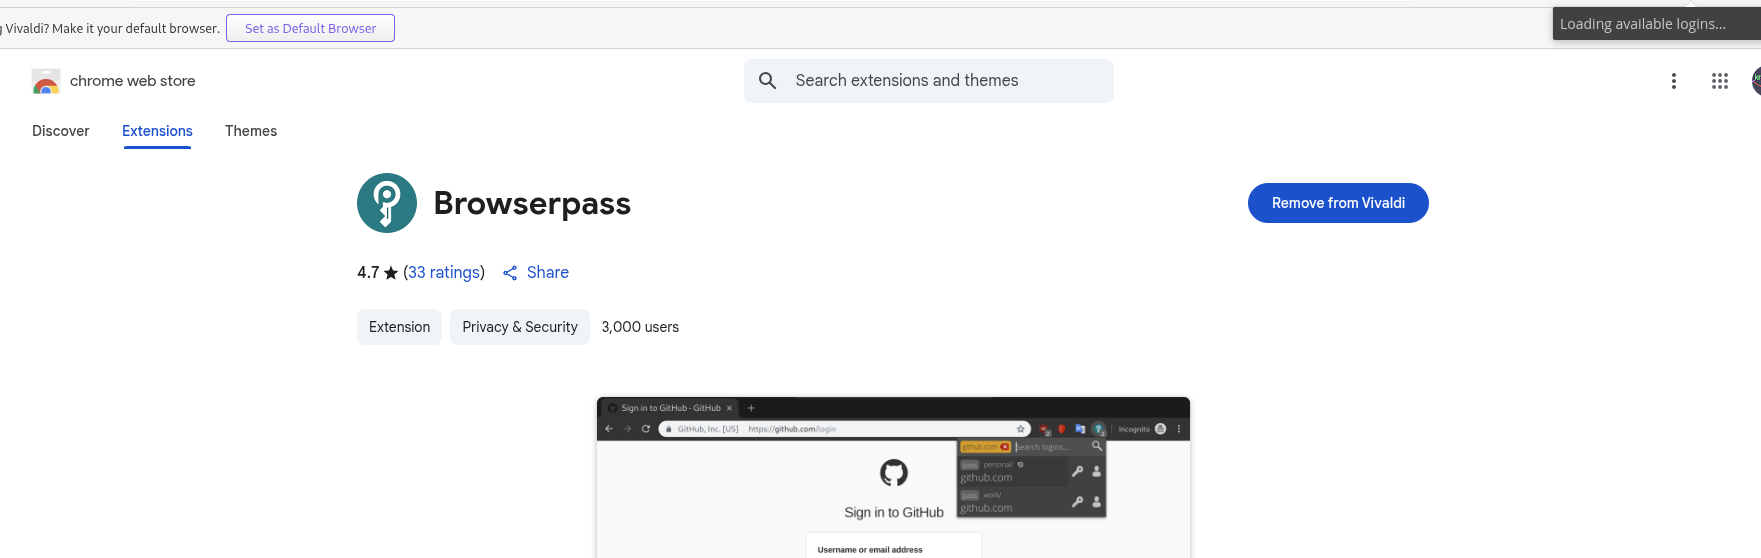 g Vivaldi? Make it your default browser. Set as Default Browser
Loading available logins...
chrome web store
Search extensions and themes
Discover Extensions Themes
Browserpass
Remove from Vivaldi
4.7 ★ (33 ratings) Share
Extension Privacy & Security 3,000 users
Sign in to GitHub · GitHub × +
GitHub, Inc. [US] https://github.com/login Incognito
github.com Search logins...
pass personal/
github.com
pass work/
github.com
Sign in to GitHub
Username or email address